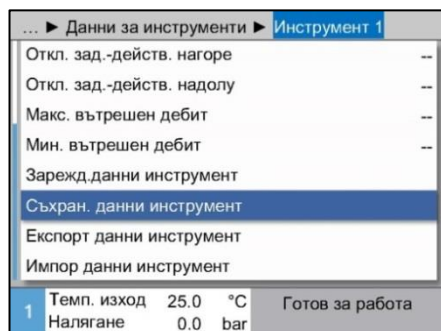 ... ► Данни за инструменти ► Инструмент 1
Откл. зад.-действ. нагоре --
Откл. зад.-действ. надолу --
Макс. вътрешен дебит --
Мин. вътрешен дебит --
Зарежд.данни инструмент
Съхран. данни инструмент
Експорт данни инструмент
Импор данни инструмент
1 Темп. изход 25.0 °C Готов за работа
Налягане 0.0 bar